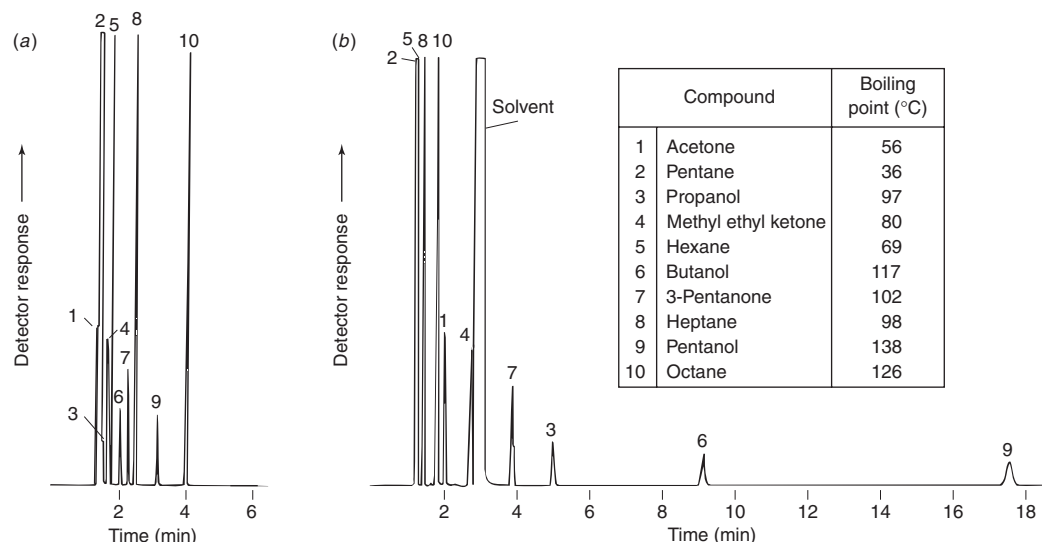 (a)
2 5 8
10
1
4
7
3
6
9
Detector response
2 4 6
Time (min)
(b)
5 8 10
2
Solvent
1
4
7
3
6
9
Detector response
2 4 6 8 10 12 14 16 18
Time (min)
Compound Boiling point (°C)
1 Acetone 56
2 Pentane 36
3 Propanol 97
4 Methyl ethyl ketone 80
5 Hexane 69
6 Butanol 117
7 3-Pentanone 102
8 Heptane 98
9 Pentanol 138
10 Octane 126